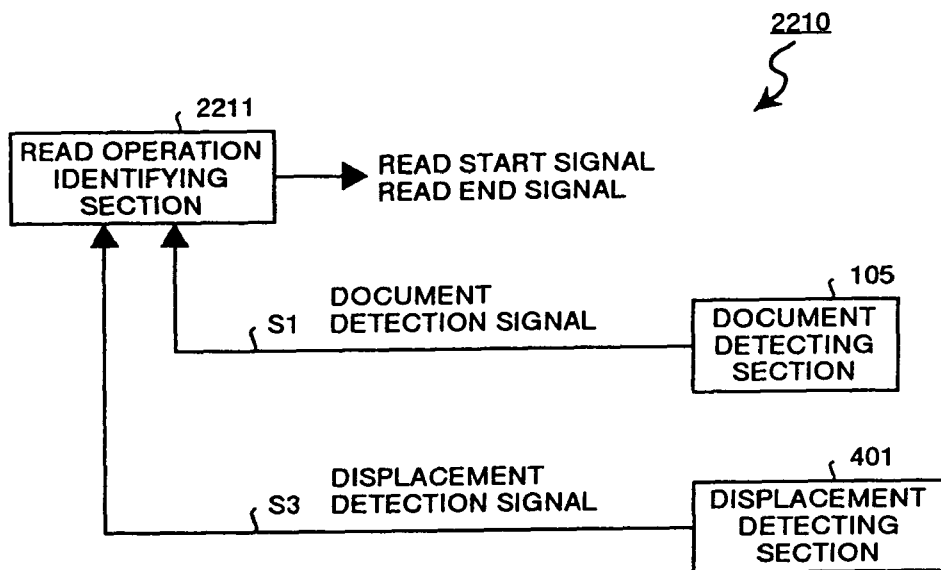 2210
2211
READ OPERATION
IDENTIFYING
SECTION
READ START SIGNAL
READ END SIGNAL
105
S1
DOCUMENT
DETECTION SIGNAL
DOCUMENT
DETECTING
SECTION
401
S3
DISPLACEMENT
DETECTION SIGNAL
DISPLACEMENT
DETECTING
SECTION